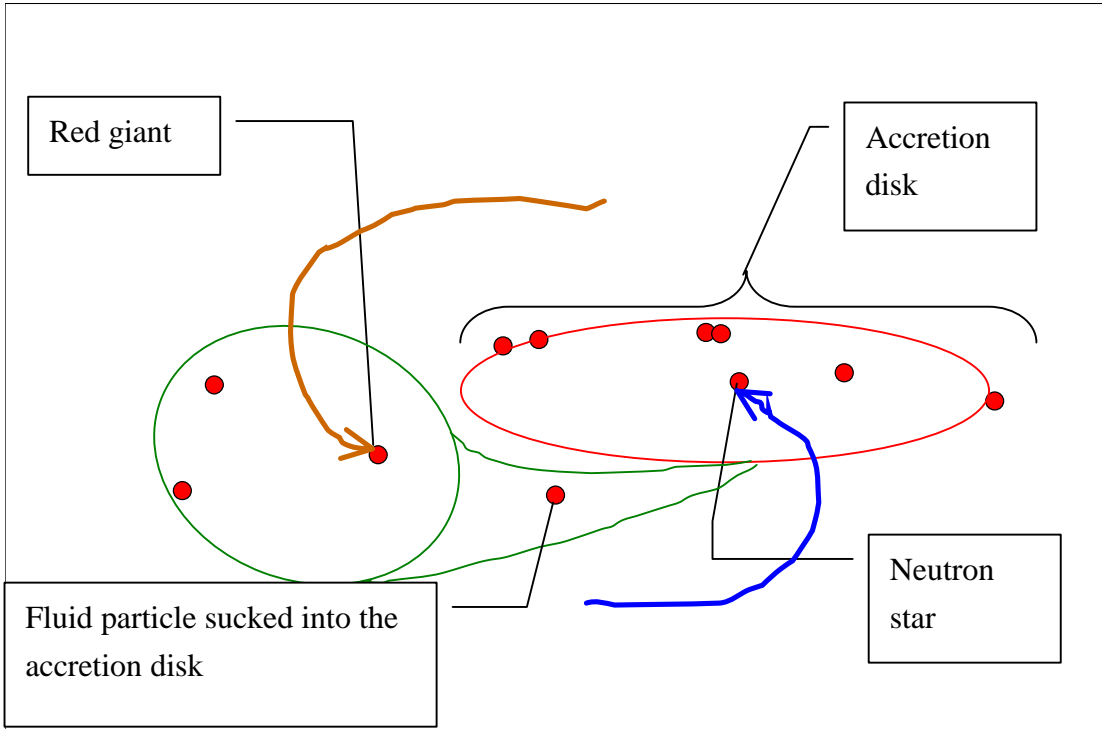 Red giant
Accretion
disk
Neutron
star
Fluid particle sucked into the
accretion disk